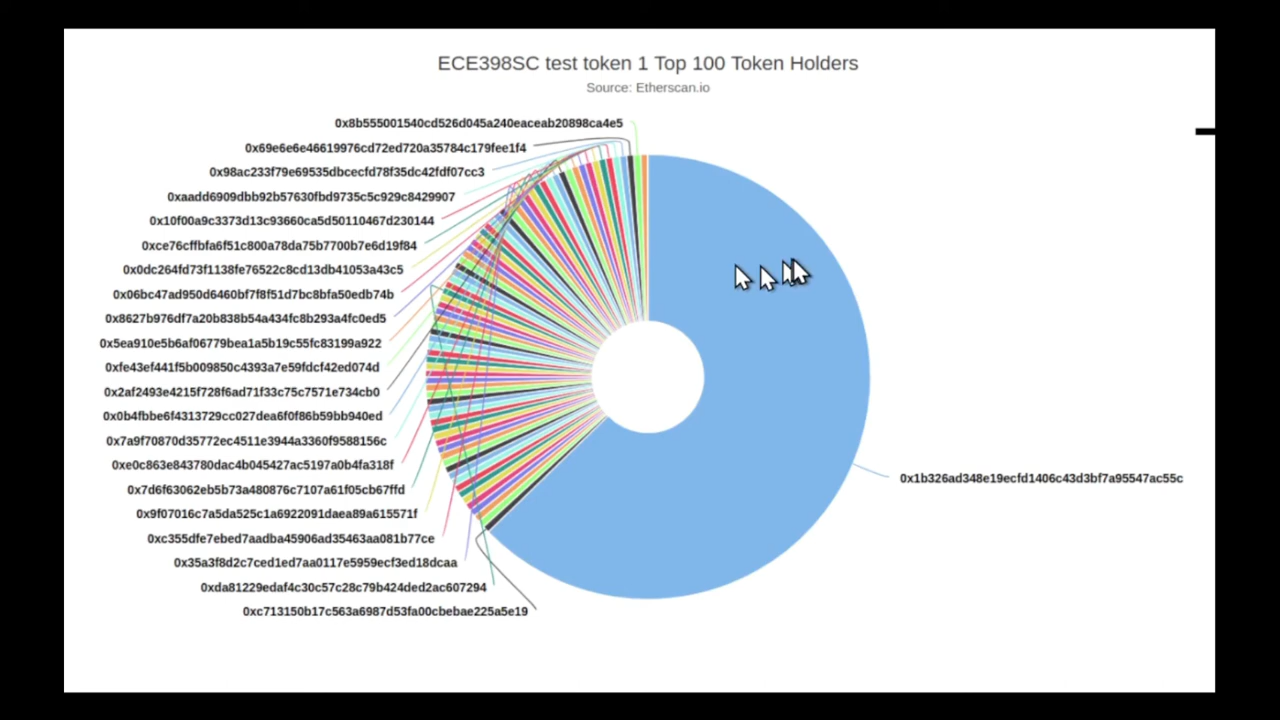 ECE398SC test token 1 Top 100 Token Holders
Source: Etherscan.io
0x8b555001540cd526d045a240eaceab20898ca4e5
0x69e6e6e46619976cd72ed720a35784c179fee1f4
0x98ac233f79e69535dbcecfd78f35dc42fdf07cc3
0xaadd6909dbb92b57630fbd9735c5c929c8429907
0x10f00a9c3373d13c93660ca5d50110467d230144
0xce76cffbfa6f51c800a78da75b7700b7e6d19f84
0x0dc264fd73f1138fe76522c8cd13db41053a43c5
0x06bc47ad950d6460bf7f8f51d7bc8bfa50edb74b
0x8627b976df7a20b838b54a434fc8b293a4fc0ed5
0x5ea910e5b6af06779bea1a5b19c55fc83199a922
0xfe43ef441f5b009850c4393a7e59fdcf42ed074d
0x2af2493e4215f728f6ad71f33c75c7571e734cb0
0x0b4fbbe6f4313729cc027dea6f0f86b59bb940ed
0x7a9f70870d35772ec4511e3944a3360f9588156c
0xe0c863e843780dac4b045427ac5197a0b4fa318f
0x1b326ad348e19ecfd1406c43d3bf7a95547ac55c
0x7d6f63062eb5b73a480876c7107a61f05cb67ffd
0x9f07016c7a5da525c1a6922091daea89a615571f
0xc355dfe7ebed7aadba45906ad35463aa081b77ce
0x35a3f8d2c7ced1ed7aa0117e5959ecf3ed18dcaa
0xda81229edaf4c30c57c28c79b424ded2ac607294
0xc713150b17c563a6987d53fa00cbebae225a5e19